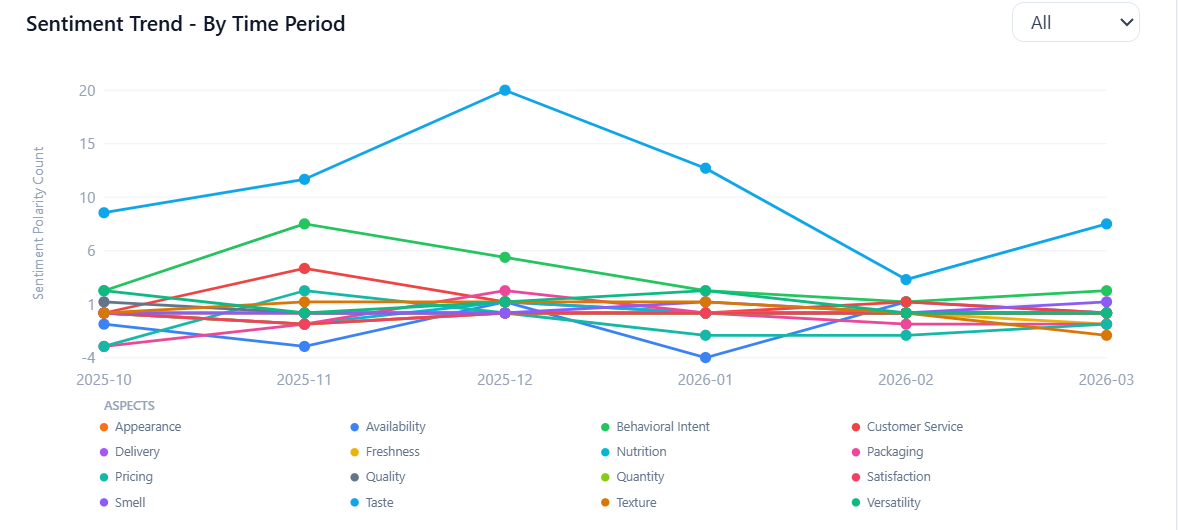 Sentiment Trend - By Time Period
All
Sentiment Polarity Count
20
15
10
6
1
-4
2025-10 2025-11 2025-12 2026-01 2026-02 2026-03
ASPECTS
Appearance Availability Behavioral Intent Customer Service
Delivery Freshness Nutrition Packaging
Pricing Quality Quantity Satisfaction
Smell Taste Texture Versatility